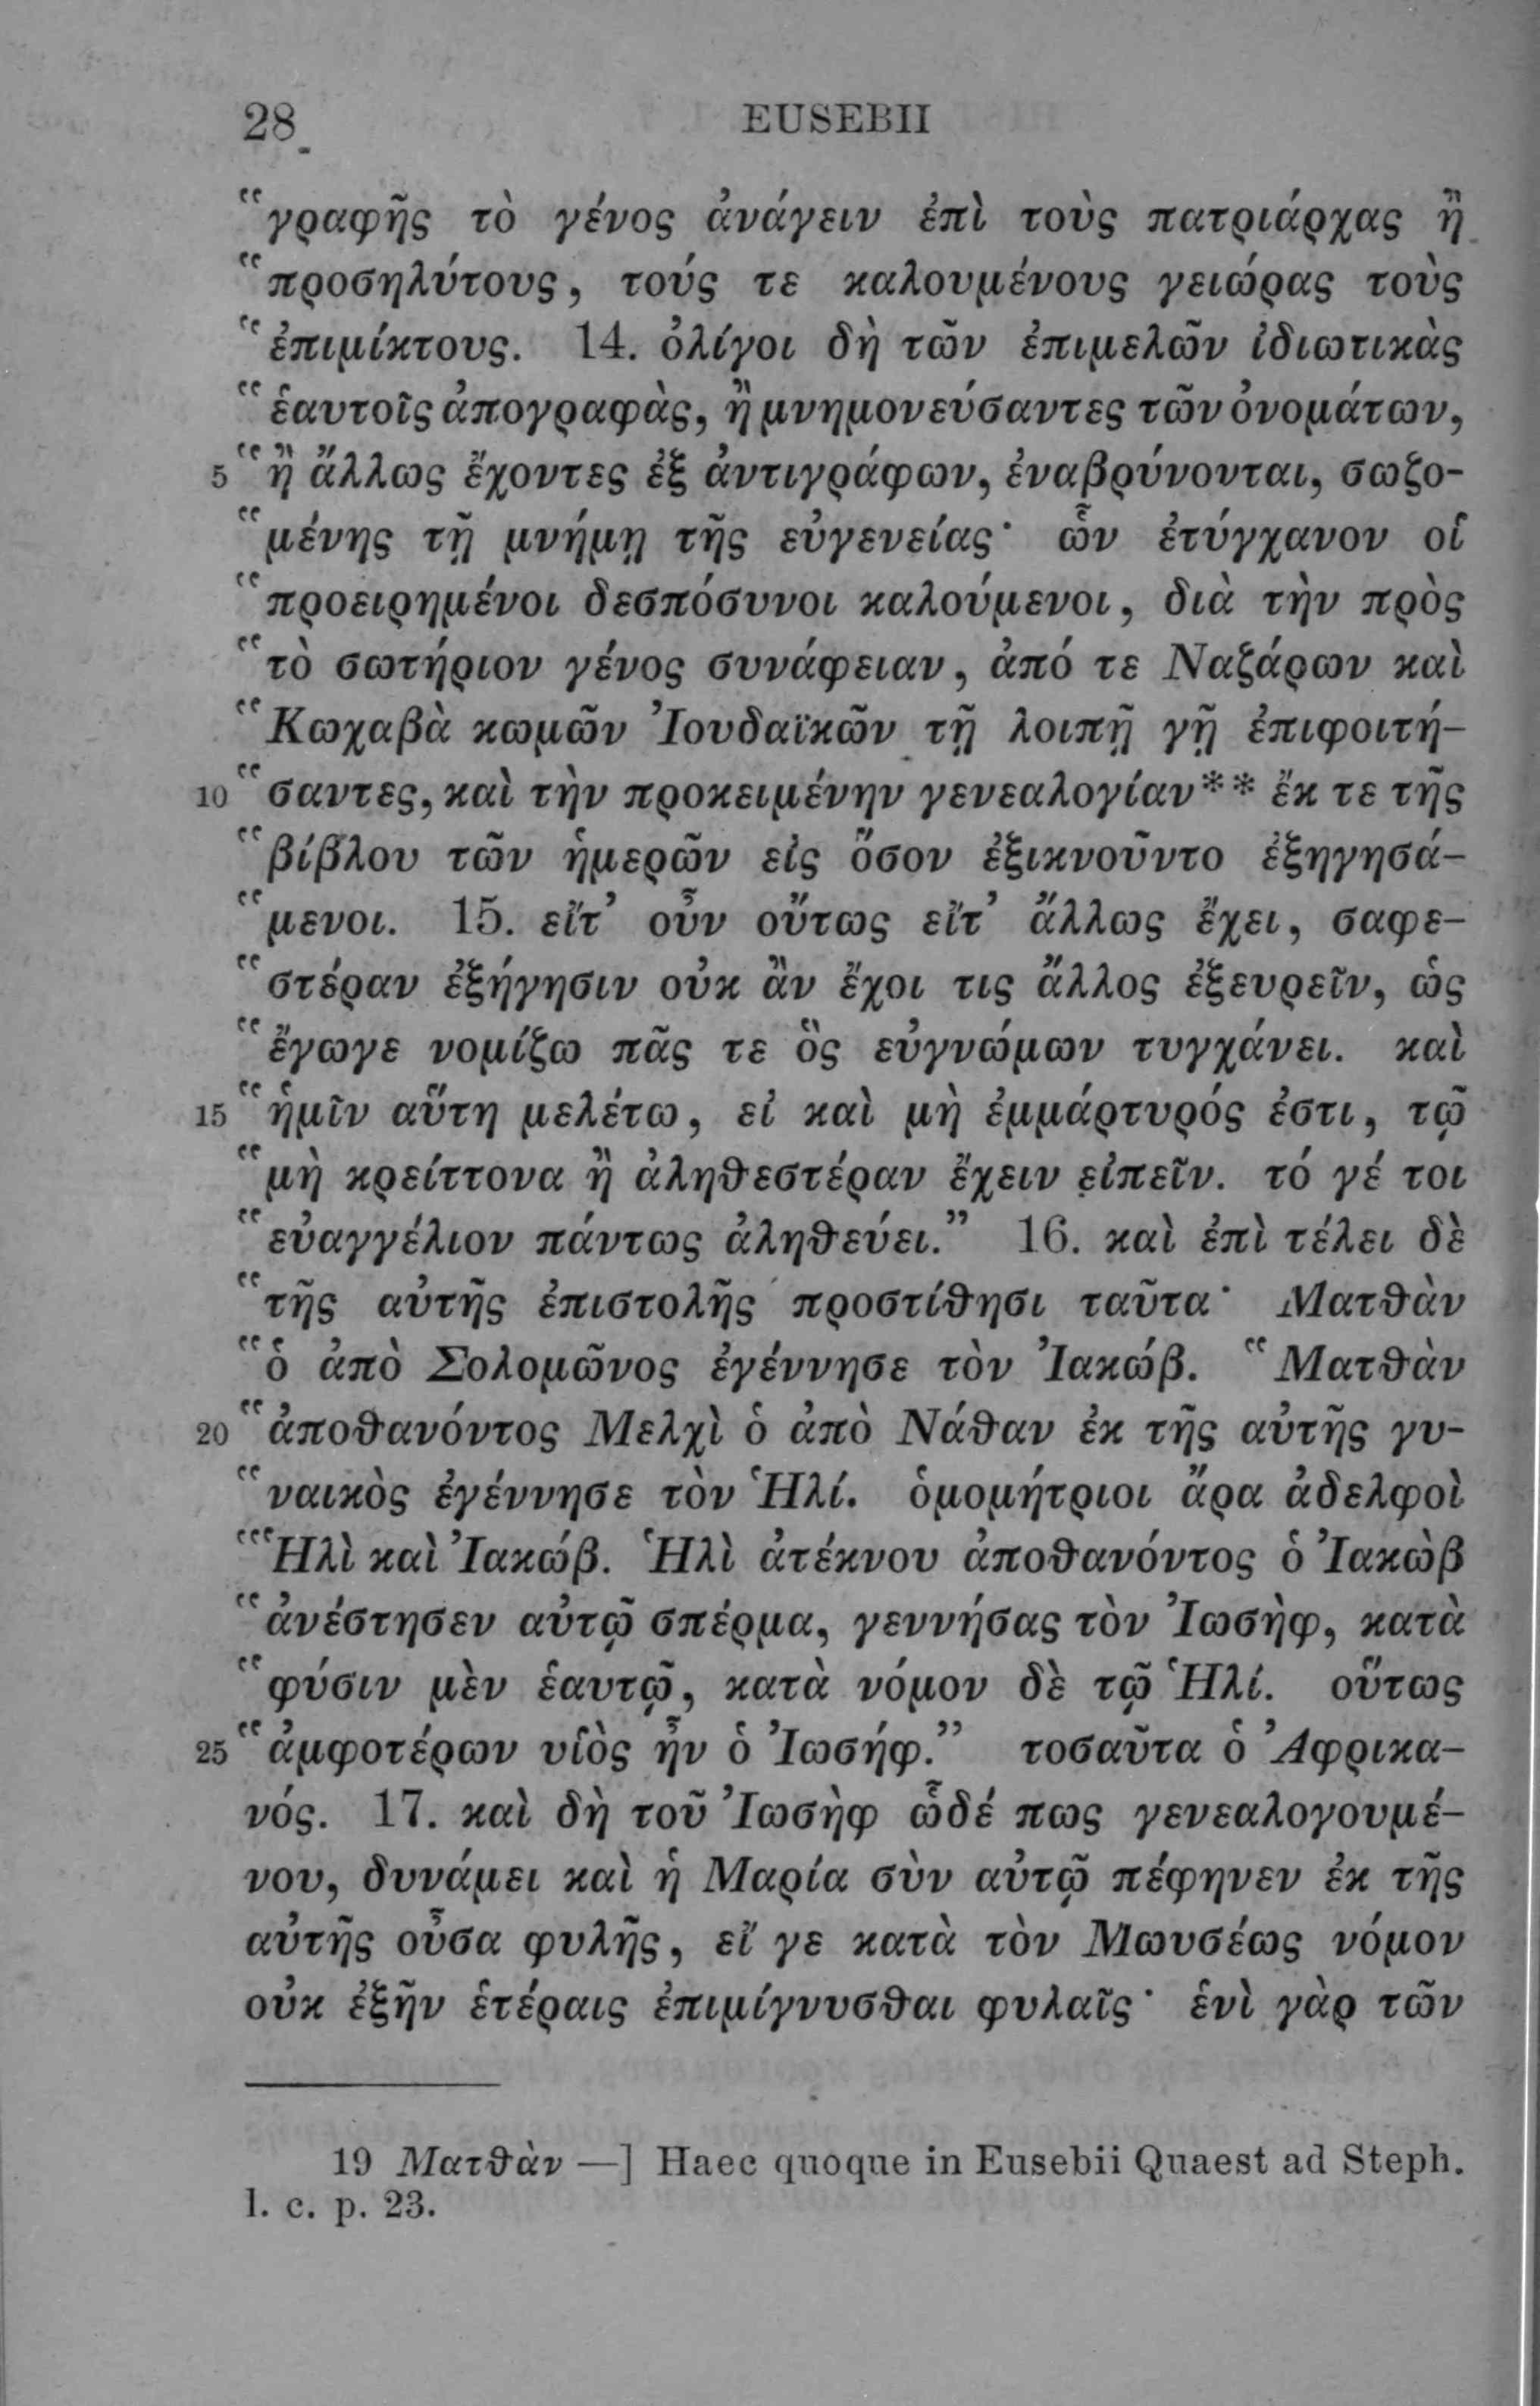 28 EUSEBII
“γραφῆς τὸ γένος ἀνάγειν ἐπὶ τοὺς πατριάρχας ἢ
“προσηλύτους, τούς τε καλουμένους γειώρας τοὺς
“ἐπιμίκτους. 14. ὀλίγοι δὴ τῶν ἐπιμελῶν ἰδιωτικὰς
“ἑαυτοῖς ἀπογραφὰς, ἢ μνημονεύσαντες τῶν ὀνομάτων,
5 “ἢ ἄλλως ἔχοντες ἐξ ἀντιγράφων, ἐναβρύνονται, σωζο-
“μένης τῇ μνήμῃ τῆς εὐγενείας· ὧν ἐτύγχανον οἱ
“προειρημένοι δεσπόσυνοι καλούμενοι, διὰ τὴν πρὸς
“τὸ σωτήριον γένος συνάφειαν, ἀπό τε Ναζάρων καὶ
“Κωχαβὰ κωμῶν Ἰουδαϊκῶν τῇ λοιπῇ γῇ ἐπιφοιτή-
10 “σαντες, καὶ τὴν προκειμένην γενεαλογίαν** ἔκ τε τῆς
“βίβλου τῶν ἡμερῶν εἰς ὅσον ἐξικνοῦντο ἐξηγησά-
“μενοι. 15. εἴτ’ οὖν οὕτως εἴτ’ ἄλλως ἔχει, σαφε-
“στέραν ἐξήγησιν οὐκ ἂν ἔχοι τις ἄλλος ἐξευρεῖν, ὡς
“ἔγωγε νομίζω πᾶς τε ὃς εὐγνώμων τυγχάνει. καὶ
15 “ἡμῖν αὕτη μελέτω, εἰ καὶ μὴ ἐμμάρτυρός ἐστι, τῷ
“μὴ κρείττονα ἢ ἀληθεστέραν ἔχειν εἰπεῖν. τό γέ τοι
“εὐαγγέλιον πάντως ἀληθεύει.” 16. καὶ ἐπὶ τέλει δὲ
“τῆς αὐτῆς ἐπιστολῆς προστίθησι ταῦτα· Ματθὰν
“ὁ ἀπὸ Σολομῶνος ἐγέννησε τὸν Ἰακώβ. “Ματθὰν
20 “ἀποθανόντος Μελχὶ ὁ ἀπὸ Νάθαν ἐκ τῆς αὐτῆς γυ-
“ναικὸς ἐγέννησε τὸν Ἡλί. ὁμομήτριοι ἄρα ἀδελφοὶ
“Ἡλὶ καὶ Ἰακώβ. Ἡλὶ ἀτέκνου ἀποθανόντος ὁ Ἰακὼβ
“ἀνέστησεν αὐτῷ σπέρμα, γεννήσας τὸν Ἰωσὴφ, κατὰ
“φύσιν μὲν ἑαυτῷ, κατὰ νόμον δὲ τῷ Ἡλί. οὕτως
25 “ἀμφοτέρων υἱὸς ἦν ὁ Ἰωσήφ.” τοσαῦτα ὁ Ἀφρικα-
νός. 17. καὶ δὴ τοῦ Ἰωσὴφ ὧδέ πως γενεαλογουμέ-
νου, δυνάμει καὶ ἡ Μαρία σὺν αὐτῷ πέφηνεν ἐκ τῆς
αὐτῆς οὖσα φυλῆς, εἴ γε κατὰ τὸν Μωυσέως νόμον
οὐκ ἐξῆν ἑτέραις ἐπιμίγνυσθαι φυλαῖς· ἑνὶ γὰρ τῶν
19 Ματθὰν —] Haec quoque in Eusebii Quaest ad Steph.
l. c. p. 23.